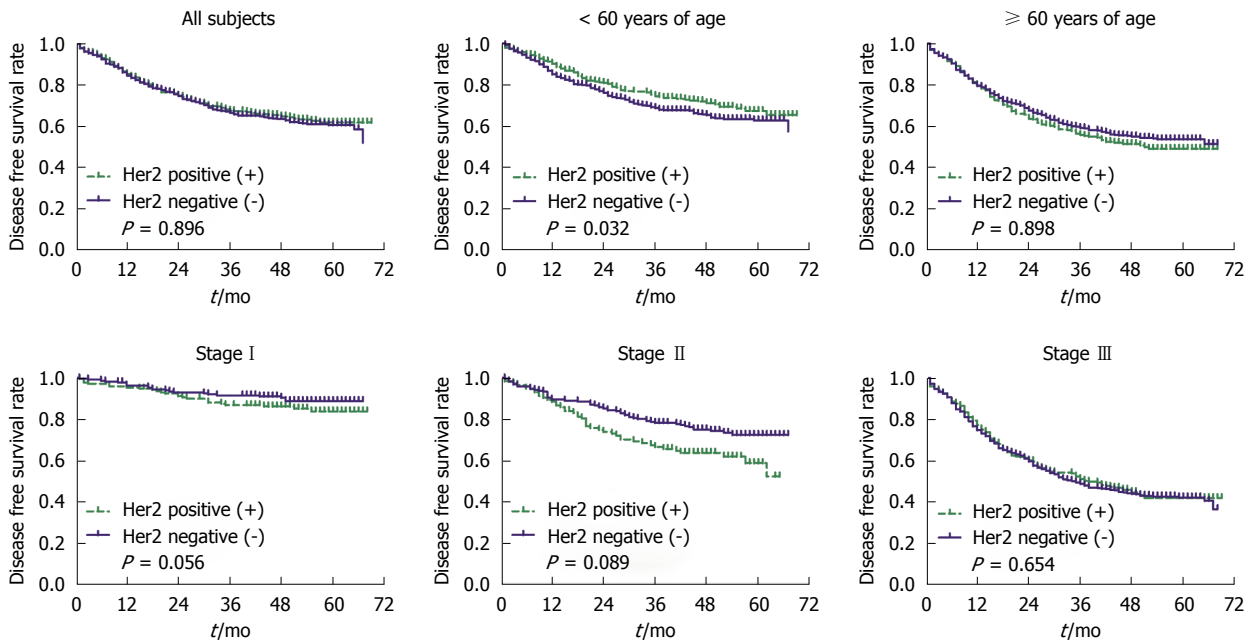 All subjects
Disease free survival rate
1.0
0.8
0.6
0.4
0.8
0.0
Her2 positive (+)
Her2 negative (-)
P = 0.896
0 12 24 36 48 60 72
t/mo
< 60 years of age
Disease free survival rate
1.0
0.8
0.6
0.4
0.8
0.0
Her2 positive (+)
Her2 negative (-)
P = 0.032
0 12 24 36 48 60 72
t/mo
≥ 60 years of age
Disease free survival rate
1.0
0.8
0.6
0.4
0.8
0.0
Her2 positive (+)
Her2 negative (-)
P = 0.898
0 12 24 36 48 60 72
t/mo
Stage Ⅰ
Disease free survival rate
1.0
0.8
0.6
0.4
0.8
0.0
Her2 positive (+)
Her2 negative (-)
P = 0.056
0 12 24 36 48 60 72
t/mo
Stage Ⅱ
Disease free survival rate
1.0
0.8
0.6
0.4
0.8
0.0
Her2 positive (+)
Her2 negative (-)
P = 0.089
0 12 24 36 48 60 72
t/mo
Stage Ⅲ
Disease free survival rate
1.0
0.8
0.6
0.4
0.8
0.0
Her2 positive (+)
Her2 negative (-)
P = 0.654
0 12 24 36 48 60 72
t/mo